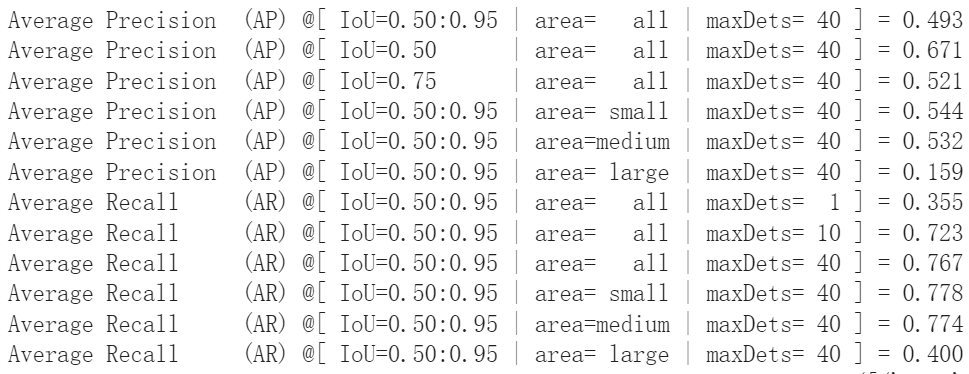 Average Precision (AP) @[ IoU=0.50:0.95 | area= all | maxDets= 40 ] = 0.493
Average Precision (AP) @[ IoU=0.50 | area= all | maxDets= 40 ] = 0.671
Average Precision (AP) @[ IoU=0.75 | area= all | maxDets= 40 ] = 0.521
Average Precision (AP) @[ IoU=0.50:0.95 | area= small | maxDets= 40 ] = 0.544
Average Precision (AP) @[ IoU=0.50:0.95 | area=medium | maxDets= 40 ] = 0.532
Average Precision (AP) @[ IoU=0.50:0.95 | area= large | maxDets= 40 ] = 0.159
Average Recall (AR) @[ IoU=0.50:0.95 | area= all | maxDets= 1 ] = 0.355
Average Recall (AR) @[ IoU=0.50:0.95 | area= all | maxDets= 10 ] = 0.723
Average Recall (AR) @[ IoU=0.50:0.95 | area= all | maxDets= 40 ] = 0.767
Average Recall (AR) @[ IoU=0.50:0.95 | area= small | maxDets= 40 ] = 0.778
Average Recall (AR) @[ IoU=0.50:0.95 | area=medium | maxDets= 40 ] = 0.774
Average Recall (AR) @[ IoU=0.50:0.95 | area= large | maxDets= 40 ] = 0.400